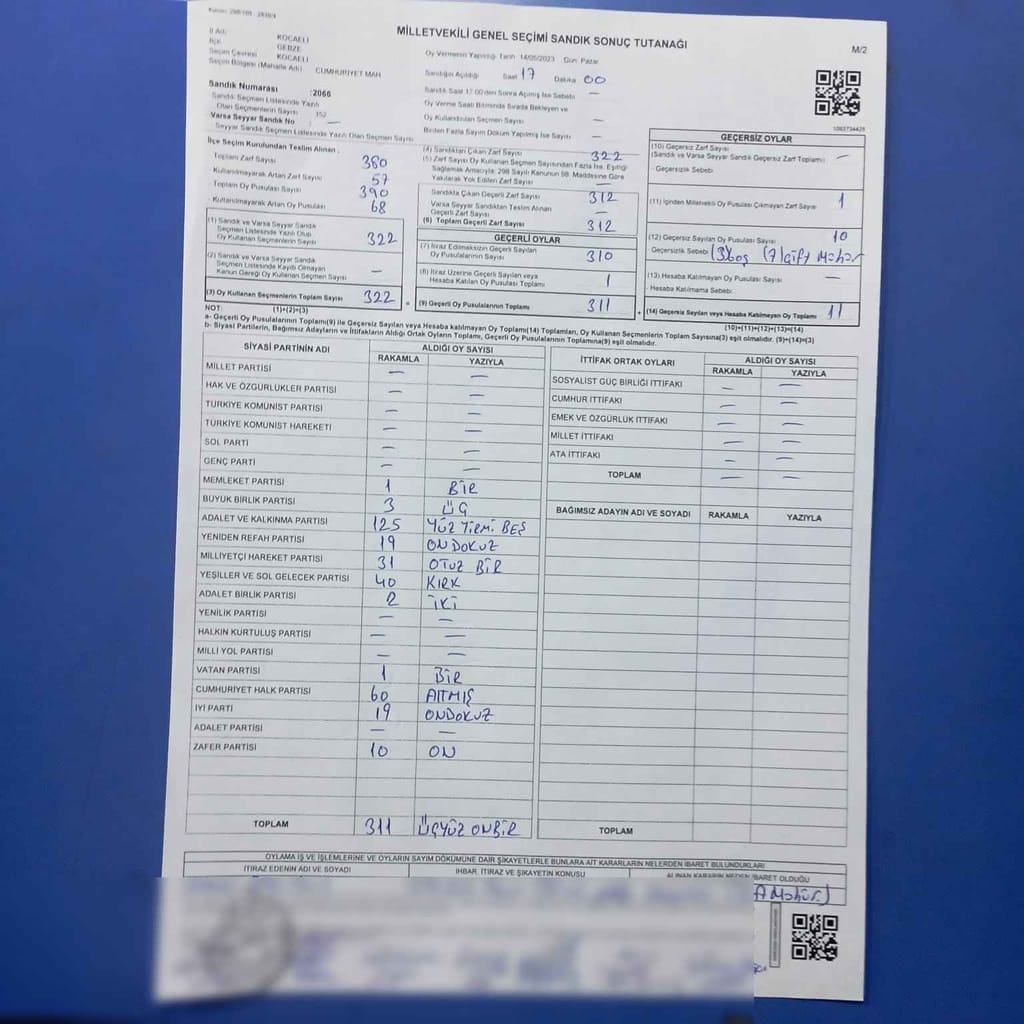 MİLLETVEKİLİ GENEL SEÇİMİ SANDIK SONUÇ TUTANAĞI
M/2
İl Adı KOCAELİ
İlçe GEBZE
Seçim Çevresi KOCAELİ
Seçim Bölgesi (Mahalle Adı) CUMHURİYET MAH
Sandık Numarası :2066
Sandık Seçmen Listesinde Yazılı
Olan Seçmenlerin Sayısı 352
Varsa Seyyar Sandık No —
Seyyar Sandık Seçmen Listesinde Yazılı Olan Seçmen Sayısı
İlçe Seçim Kurulundan Teslim Alınan :
Toplam Zarf Sayısı 380
Kullanılmayarak Artan Zarf Sayısı 57
Toplam Oy Pusulası Sayısı 390
Kullanılmayarak Artan Oy Pusulası 68
(1) Sandık ve Varsa Seyyar Sandık
Seçmen Listesinde Yazılı Olup
Oy Kullanan Seçmenlerin Sayısı 322
(2) Sandık ve Varsa Seyyar Sandık
Seçmen Listesinde Kayıtlı Olmayan
Kanun Gereği Oy Kullanan Seçmen Sayısı —
(3) Oy Kullanan Seçmenlerin Toplam Sayısı 322
(1)+(2)=(3)
Oy Vermenin Yapıldığı Tarih 14/05/2023 Gün Pazar
Sandığın Açıldığı Saat 17 Dakika 00
Sandık Saat 17:00'den Sonra Açılmış İse Sebebi —
Oy Verme Saati Bitiminde Sırada Bekleyen ve
Oy Kullandırılan Seçmen Sayısı —
Birden Fazla Sayım Döküm Yapılmış İse Sayısı —
(4) Sandıktan Çıkan Zarf Sayısı 322
(5) Zarf Sayısı Oy Kullanan Seçmen Sayısından Fazla İse, Eşitliği
Sağlamak Amacıyla, 298 Sayılı Kanunun 98. Maddesine Göre
Yakılarak Yok Edilen Zarf Sayısı —
Sandıkta Çıkan Geçerli Zarf Sayısı 312
Varsa Seyyar Sandıktan Teslim Alınan
Geçerli Zarf Sayısı —
(6) Toplam Geçerli Zarf Sayısı 312
GEÇERLİ OYLAR
(7) İtiraz Edilmeksizin Geçerli Sayılan
Oy Pusulalarının Sayısı 310
(8) İtiraz Üzerine Geçerli Sayılan veya
Hesaba Katılan Oy Pusulası Sayısı 1
= (9) Geçerli Oy Pusulalarının Toplamı 311
1082734428
GEÇERSİZ OYLAR
(10) Geçersiz Zarf Sayısı
(Sandık ve Varsa Seyyar Sandık Geçersiz Zarf Toplamı) —
- Geçersizlik Sebebi
(11) İçinden Milletvekili Oy Pusulası Çıkmayan Zarf Sayısı 1
(12) Geçersiz Sayılan Oy Pusulası Sayısı 10
Geçersizlik Sebebi (3)Boş (7)Çift Mühür
(13) Hesaba Katılmayan Oy Pusulası Sayısı —
- Hesaba Katılmama Sebebi
+ (14) Geçersiz Sayılan veya Hesaba Katılmayan Oy Toplamı 11
(10)+(11)+(12)+(13)=(14)
NOT:
a- Geçerli Oy Pusulalarının Toplamı(9) ile Geçersiz Sayılan veya Hesaba katılmayan Oy Toplam(14) Toplamları, Oy Kullanan Seçmenlerin Toplam Sayısına(3) eşit olmalıdır. (9)+(14)=(3)
b- Siyasi Partilerin, Bağımsız Adayların ve İttifakların Aldığı Ortak Oyların Toplamı, Geçerli Oy Pusulalarının Toplamına(9) eşit olmalıdır.
SİYASİ PARTİNİN ADI ALDIĞI OY SAYISI
RAKAMLA YAZIYLA
MİLLET PARTİSİ — —
HAK VE ÖZGÜRLÜKLER PARTİSİ — —
TÜRKİYE KOMÜNİST PARTİSİ — —
TÜRKİYE KOMÜNİST HAREKETİ — —
SOL PARTİ — —
GENÇ PARTİ — —
MEMLEKET PARTİSİ 1 BİR
BÜYÜK BİRLİK PARTİSİ 3 ÜÇ
ADALET VE KALKINMA PARTİSİ 125 YÜZ YİRMİ BEŞ
YENİDEN REFAH PARTİSİ 19 ONDOKUZ
MİLLİYETÇİ HAREKET PARTİSİ 31 OTUZ BİR
YEŞİLLER VE SOL GELECEK PARTİSİ 40 KIRK
ADALET BİRLİK PARTİSİ 2 İKİ
YENİLİK PARTİSİ — —
HALKIN KURTULUŞ PARTİSİ — —
MİLLİ YOL PARTİSİ — —
VATAN PARTİSİ 1 BİR
CUMHURİYET HALK PARTİSİ 60 ALTMIŞ
İYİ PARTİ 19 ONDOKUZ
ADALET PARTİSİ — —
ZAFER PARTİSİ 10 ON
TOPLAM 311 ÜÇYÜZ ONBİR
İTTİFAK ORTAK OYLARI ALDIĞI OY SAYISI
RAKAMLA YAZIYLA
SOSYALİST GÜÇ BİRLİĞİ İTTİFAKI — —
CUMHUR İTTİFAKI — —
EMEK VE ÖZGÜRLÜK İTTİFAKI — —
MİLLET İTTİFAKI — —
ATA İTTİFAKI — —
TOPLAM — —
BAĞIMSIZ ADAYIN ADI VE SOYADI RAKAMLA YAZIYLA
TOPLAM
OYLAMA İŞ VE İŞLEMLERİNE VE OYLARIN SAYIM DÖKÜMÜNE DAİR ŞİKAYETLERLE BUNLARA AİT KARARLARIN NELERDEN İBARET BULUNDUKLARI
İTİRAZ EDENİN ADI VE SOYADI İHBAR, İTİRAZ VE ŞİKAYETİN KONUSU ALINAN KARARIN NEDEN İBARET OLDUĞU
Mühür)